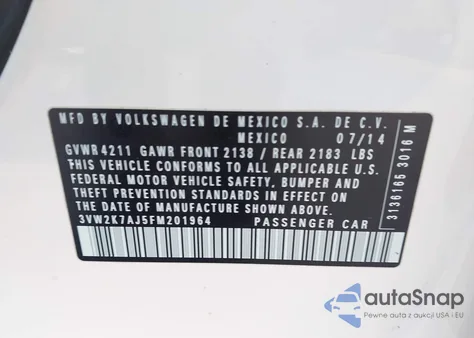 MFD BY VOLKSWAGEN DE MEXICO S.A. DE C.V.
MEXICO 07/14
GVWR 4211 GAWR FRONT 2138 / REAR 2183 LBS
THIS VEHICLE CONFORMS TO ALL APPLICABLE U.S.
FEDERAL MOTOR VEHICLE SAFETY, BUMPER AND
THEFT PREVENTION STANDARDS IN EFFECT ON THE
DATE OF MANUFACTURE SHOWN ABOVE.
3VW2K7AJ5FM201964 PASSENGER CAR
3136165 3016 M
autaSnap
Pewne auta z aukcji USA i EU